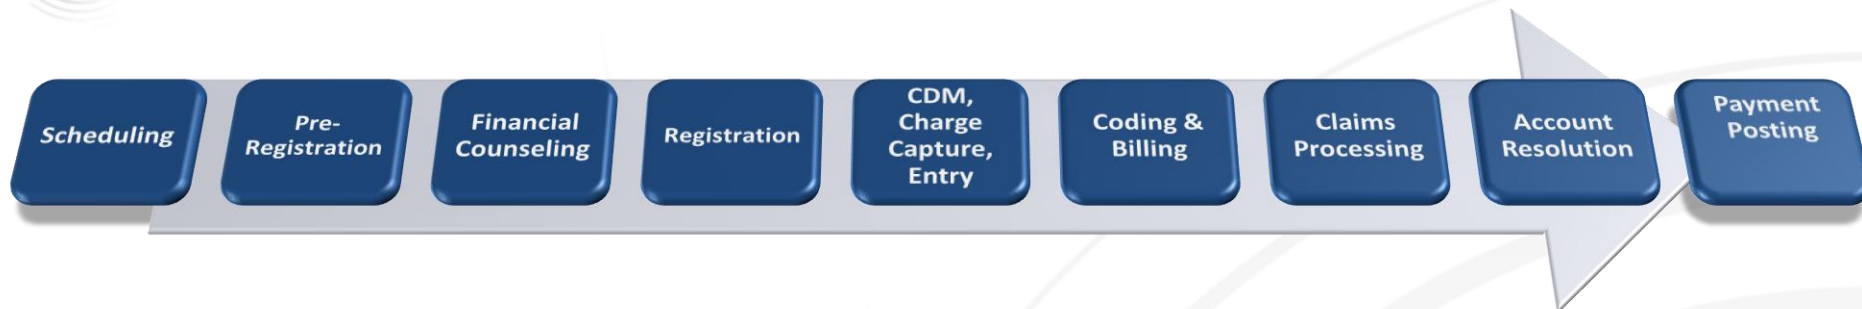 Scheduling
Pre-
Registration
Financial
Counseling
Registration
CDM,
Charge
Capture,
Entry
Coding &
Billing
Claims
Processing
Account
Resolution
Payment
Posting